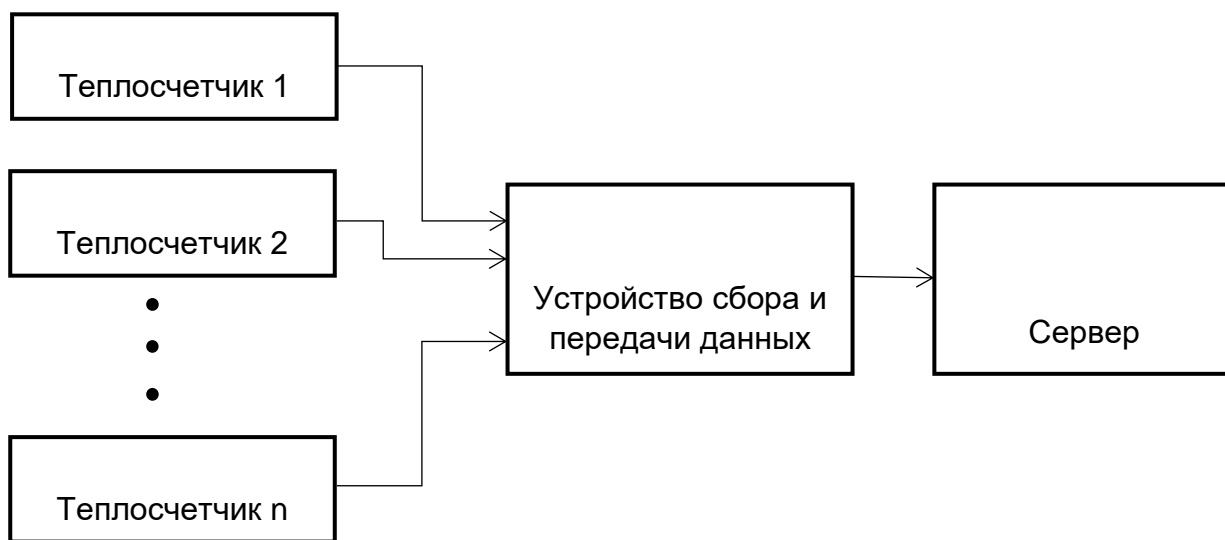 Теплосчетчик 1
Теплосчетчик 2
Теплосчетчик n
Устройство сбора и
передачи данных
Сервер